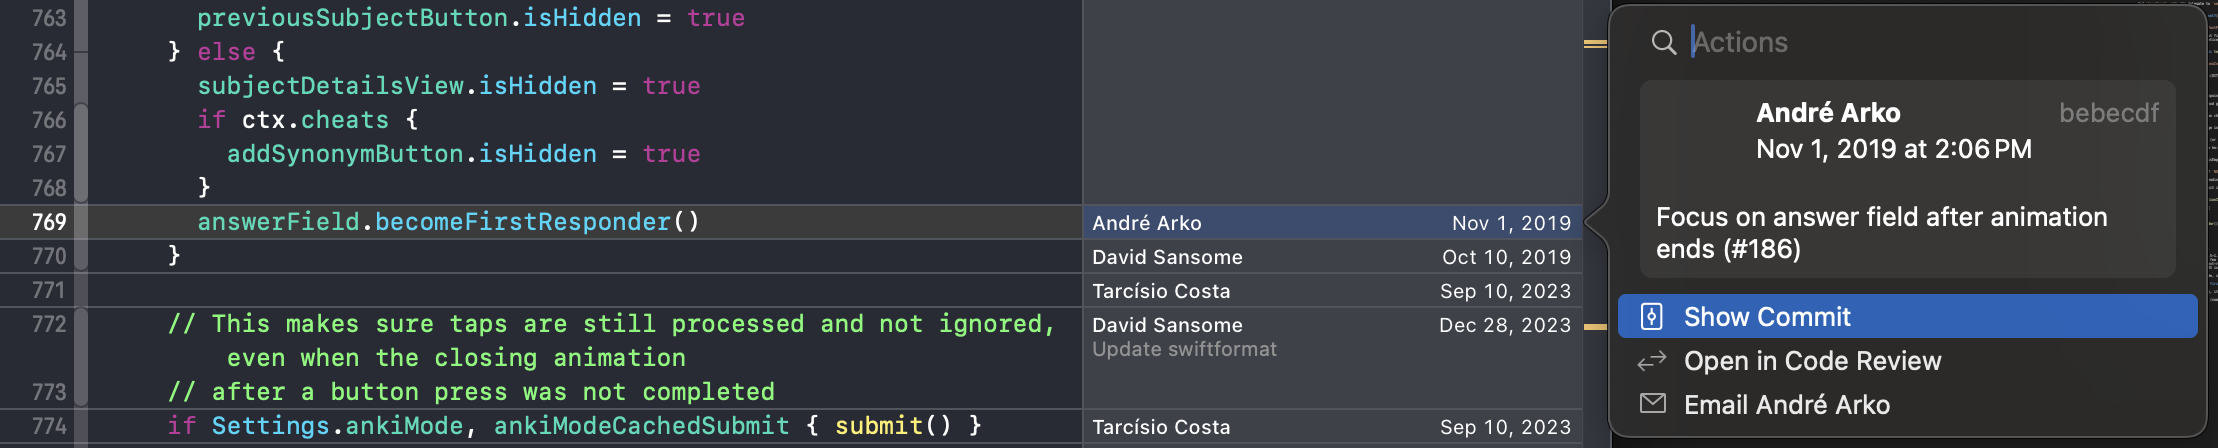 763 previousSubjectButton.isHidden = true
764 } else {
765 subjectDetailsView.isHidden = true
766 if ctx.cheats {
767 addSynonymButton.isHidden = true
768 }
769 answerField.becomeFirstResponder()
770 }
771
772 // This makes sure taps are still processed and not ignored,
even when the closing animation
773 // after a button press was not completed
774 if Settings.ankiMode, ankiModeCachedSubmit { submit() }
André Arko Nov 1, 2019
David Sansome Oct 10, 2019
Tarcísio Costa Sep 10, 2023
David Sansome Dec 28, 2023
Update swiftformat
Tarcísio Costa Sep 10, 2023
Actions
André Arko bebecdf
Nov 1, 2019 at 2:06 PM
Focus on answer field after animation
ends (#186)
Show Commit
Open in Code Review
Email André Arko